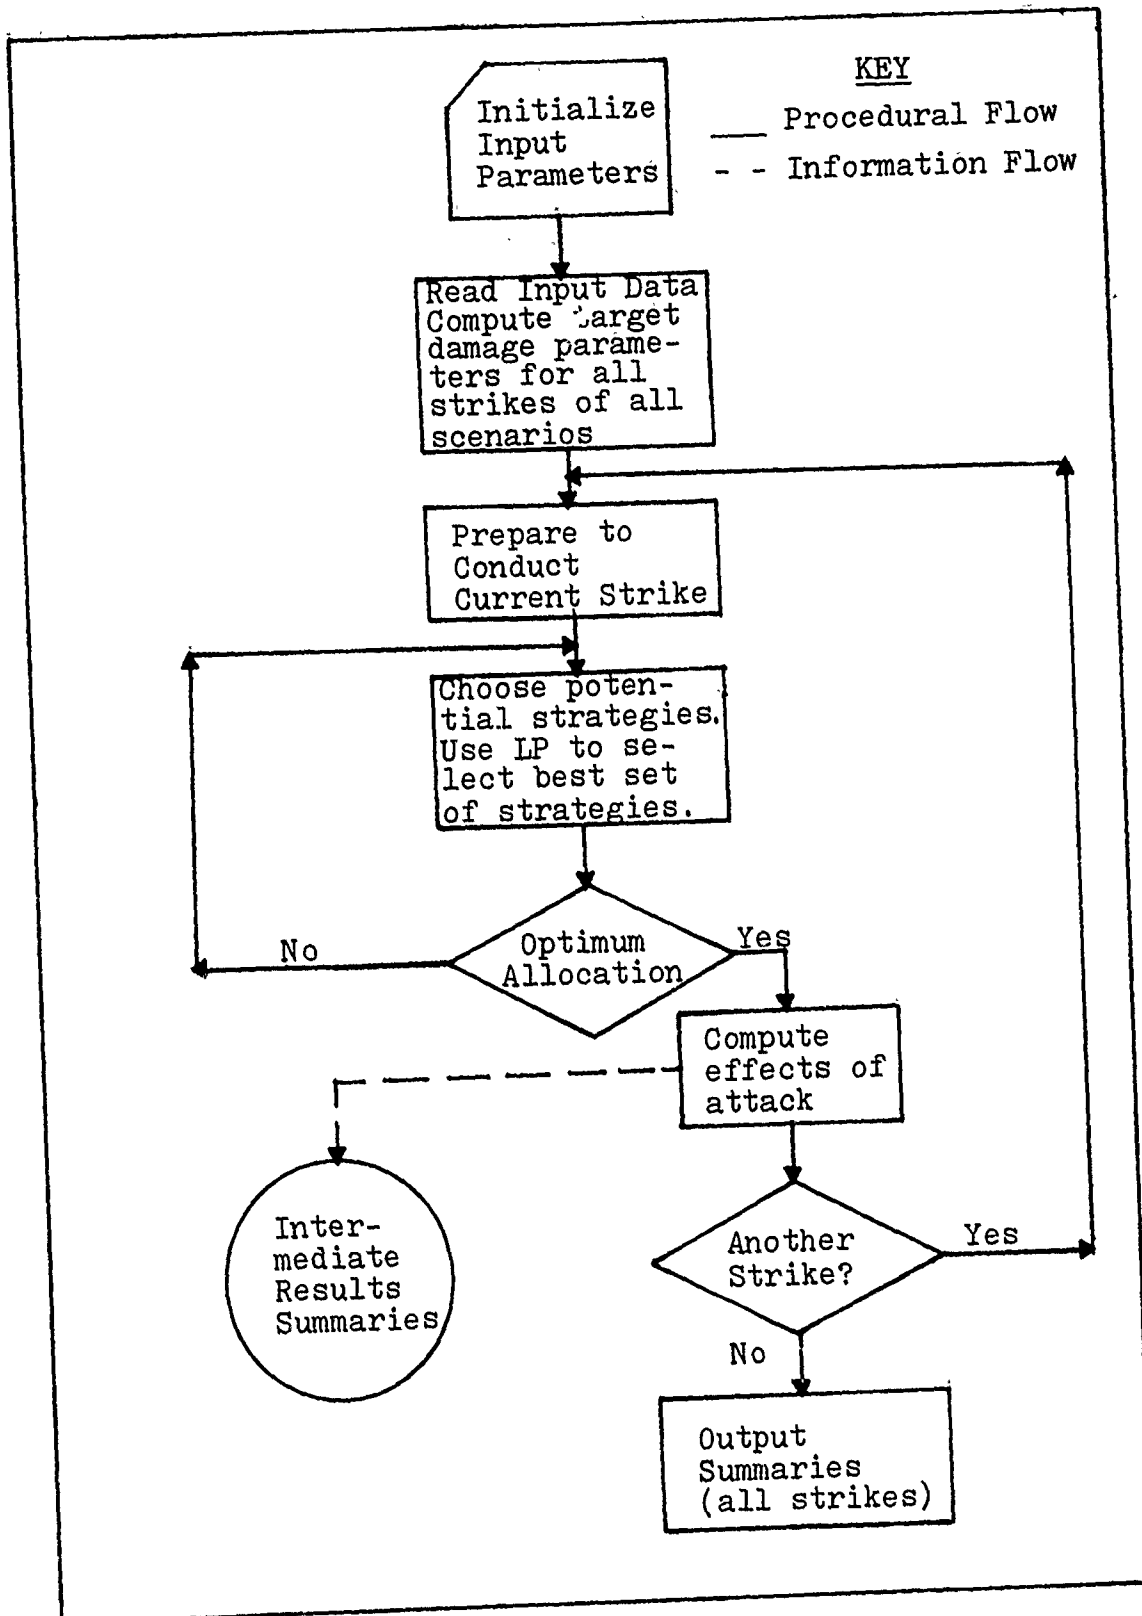 Initialize
Input
Parameters
KEY
Procedural Flow
Information Flow
Read Input Data
Compute target
damage parame-
ters for all
strikes of all
scenarios
Prepare to
Conduct
Current Strike
Choose poten-
tial strategies.
Use LP to se-
lect best set
of strategies.
No
Optimum
Allocation
Yes
Compute
effects of
attack
Inter-
mediate
Results
Summaries
Another
Strike?
Yes
No
Output
Summaries
(all strikes)